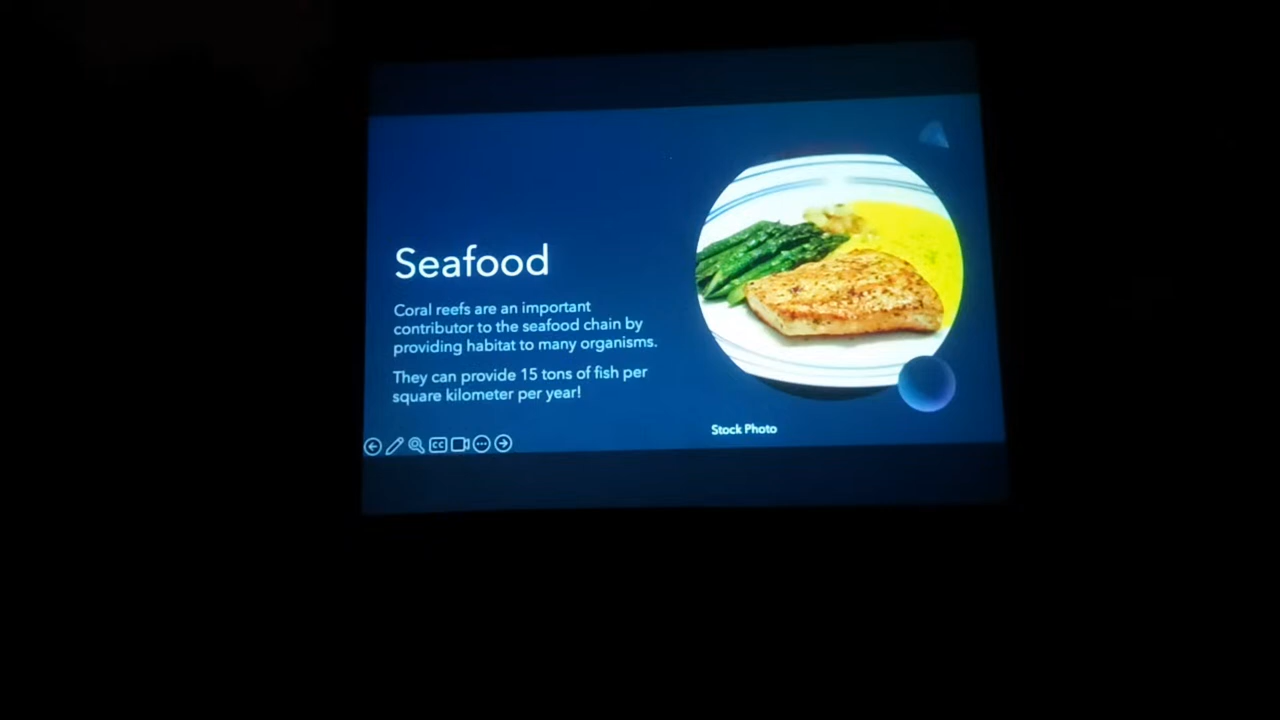 Seafood
Coral reefs are an important
contributor to the seafood chain by
providing habitat to many organisms.
They can provide 15 tons of fish per
square kilometer per year!
Stock Photo
CC